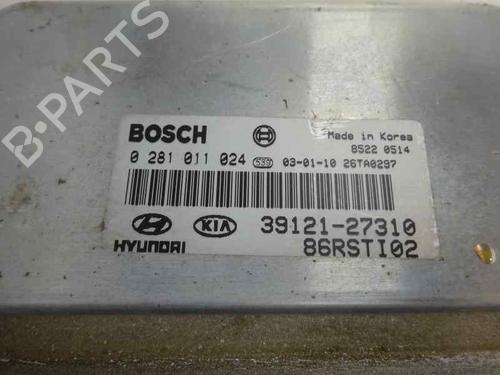 B-PARTS
BOSCH
Made in Korea
8522 0514
0 281 011 024 03-01-10 26TA0297
HYUNDAI KIA 39121-27310
86RSTI02